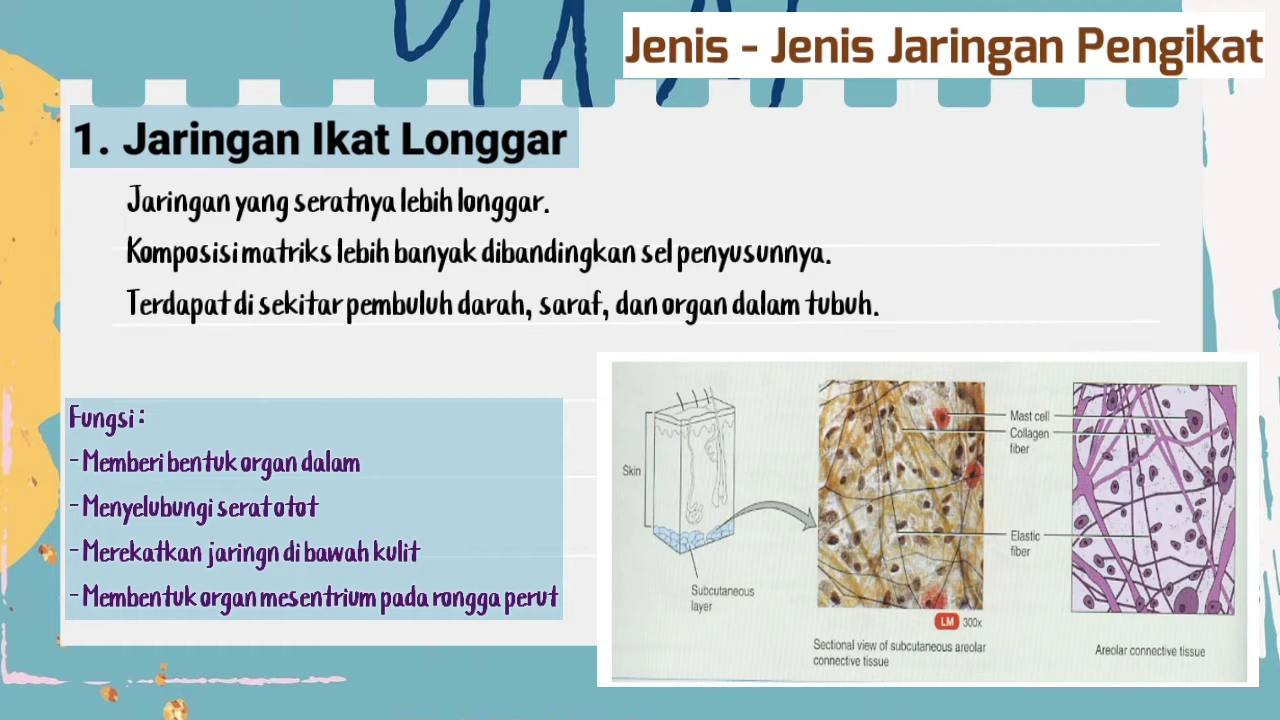 Jenis - Jenis Jaringan Pengikat
1. Jaringan Ikat Longgar
Jaringan yang seratnya lebih longgar.
Komposisi matriks lebih banyak dibandingkan sel penyusunnya.
Terdapat di sekitar pembuluh darah, saraf, dan organ dalam tubuh.
Fungsi :
- Memberi bentuk organ dalam
- Menyelubungi serat otot
- Merekatkan jaringn di bawah kulit
- Membentuk organ mesentrium pada rongga perut
Skin
Subcutaneous
layer
Mast cell
Collagen
fiber
Elastic
fiber
LM 300x
Sectional view of subcutaneous areolar
connective tissue
Areolar connective tissue